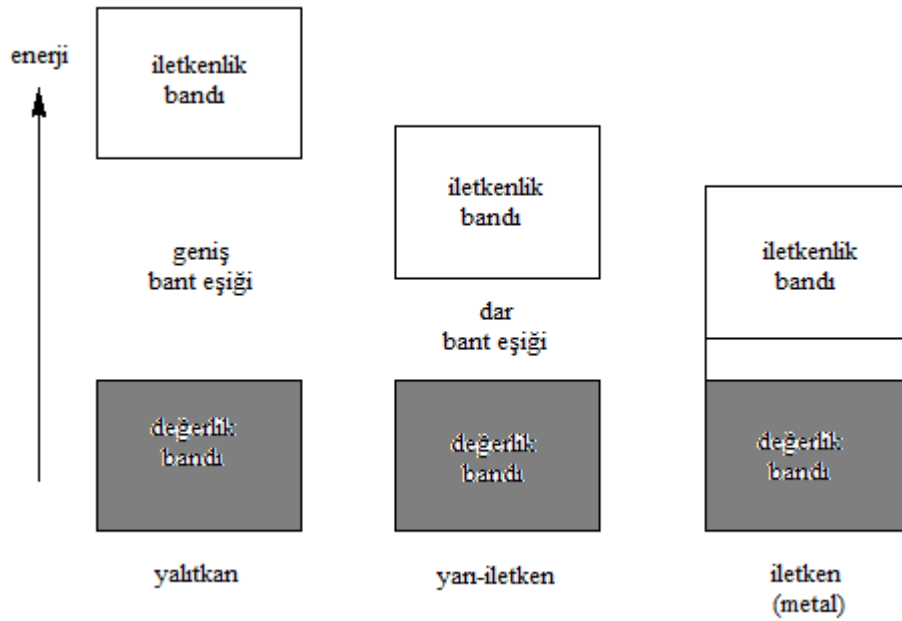 enerji
iletkenlik
bandı
geniş
bant eşiği
değerlik
bandı
yalıtkan
iletkenlik
bandı
dar
bant eşiği
değerlik
bandı
yarı-iletken
iletkenlik
bandı
değerlik
bandı
iletken
(metal)